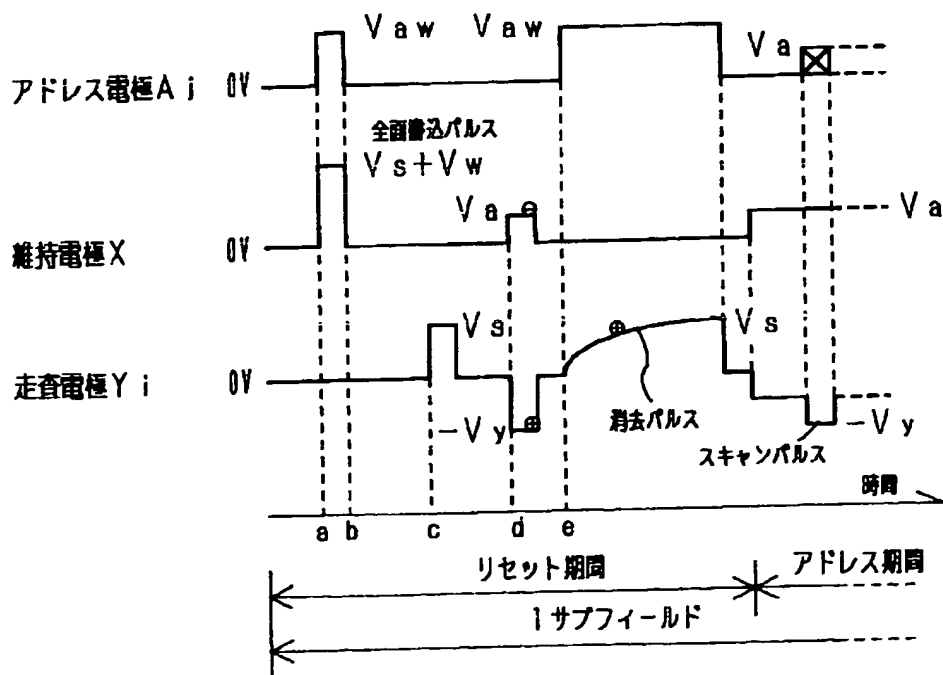 Vaw Vaw
Va
アドレス電極Ai 0V
全面書込パルス
Vs+Vw
Va ⊖
Va
維持電極X 0V
Vs ⊕ Vs
走査電極Yi 0V
消去パルス
-Vy ⊕
-Vy
スキャンパルス
時間
a b c d e
リセット期間 アドレス期間
1サブフィールド